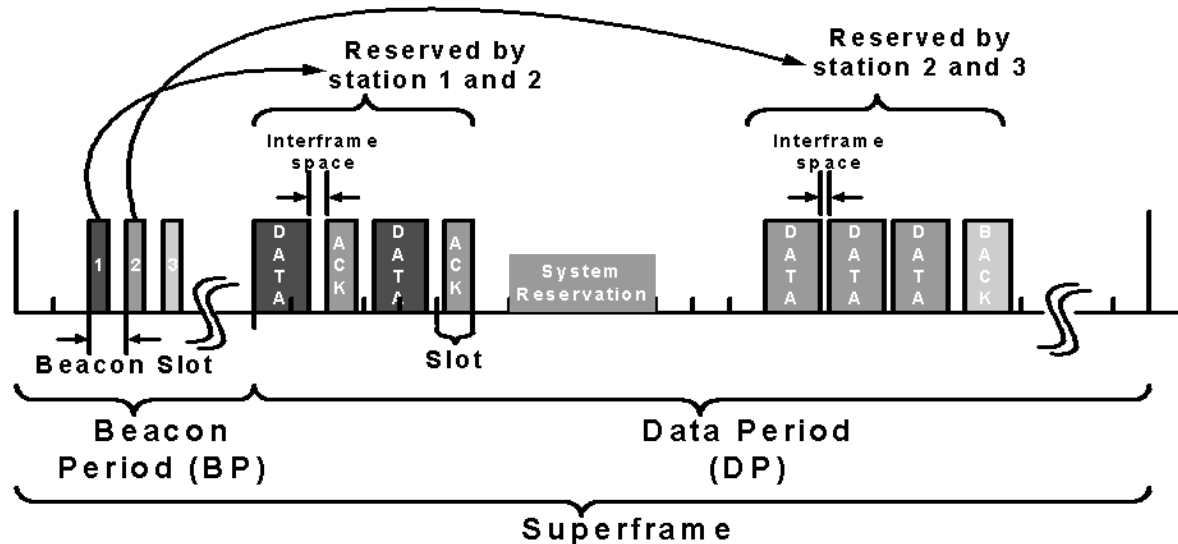 Reserved by
station 1 and 2
Reserved by
station 2 and 3
Interframe
space
Interframe
space
1
2
3
DATA
ACK
DATA
ACK
System
Reservation
DATA
DATA
DATA
BACK
Beacon Slot
Slot
Beacon
Period (BP)
Data Period
(DP)
Superframe